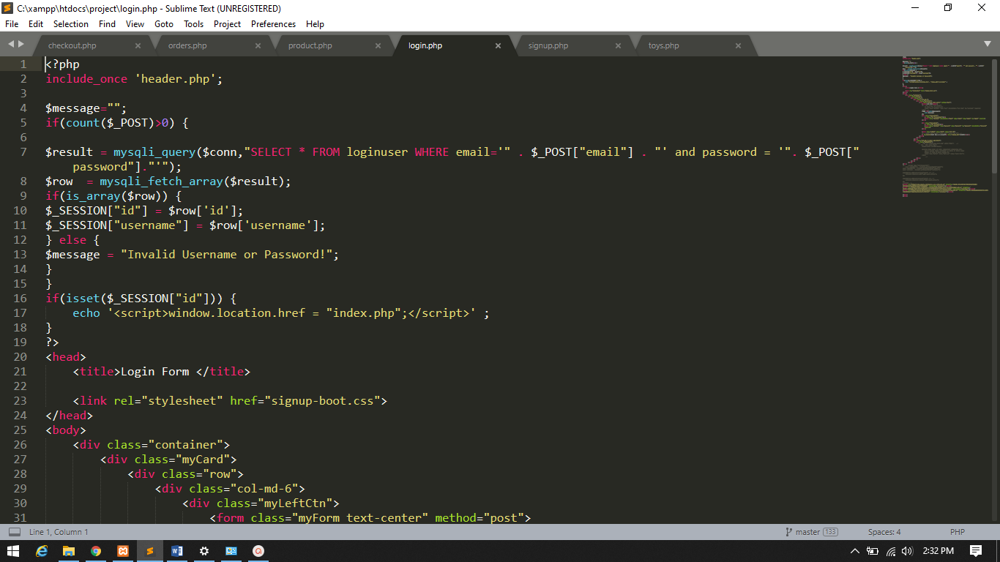 C:\xampp\htdocs\project\login.php - Sublime Text (UNREGISTERED)
File Edit Selection Find View Goto Tools Project Preferences Help
checkout.php × orders.php × product.php × login.php × signup.php × toys.php ×
1 <?php
2 include_once 'header.php';
3
4 $message="";
5 if(count($_POST)>0) {
6
7 $result = mysqli_query($conn,"SELECT * FROM loginuser WHERE email='" . $_POST["email"] . "' and password = '". $_POST["
password"]."'");
8 $row  = mysqli_fetch_array($result);
9 if(is_array($row)) {
10 $_SESSION["id"] = $row['id'];
11 $_SESSION["username"] = $row['username'];
12 } else {
13 $message = "Invalid Username or Password!";
14 }
15 }
16 if(isset($_SESSION["id"])) {
17     echo '<script>window.location.href = "index.php";</script>' ;
18 }
19 ?>
20 <head>
21     <title>Login Form </title>
22
23     <link rel="stylesheet" href="signup-boot.css">
24 </head>
25 <body>
26     <div class="container">
27         <div class="myCard">
28             <div class="row">
29                 <div class="col-md-6">
30                     <div class="myLeftCtn">
31                         <form class="myForm text-center" method="post">
Line 1, Column 1 master 133 Spaces: 4 PHP
2:32 PM